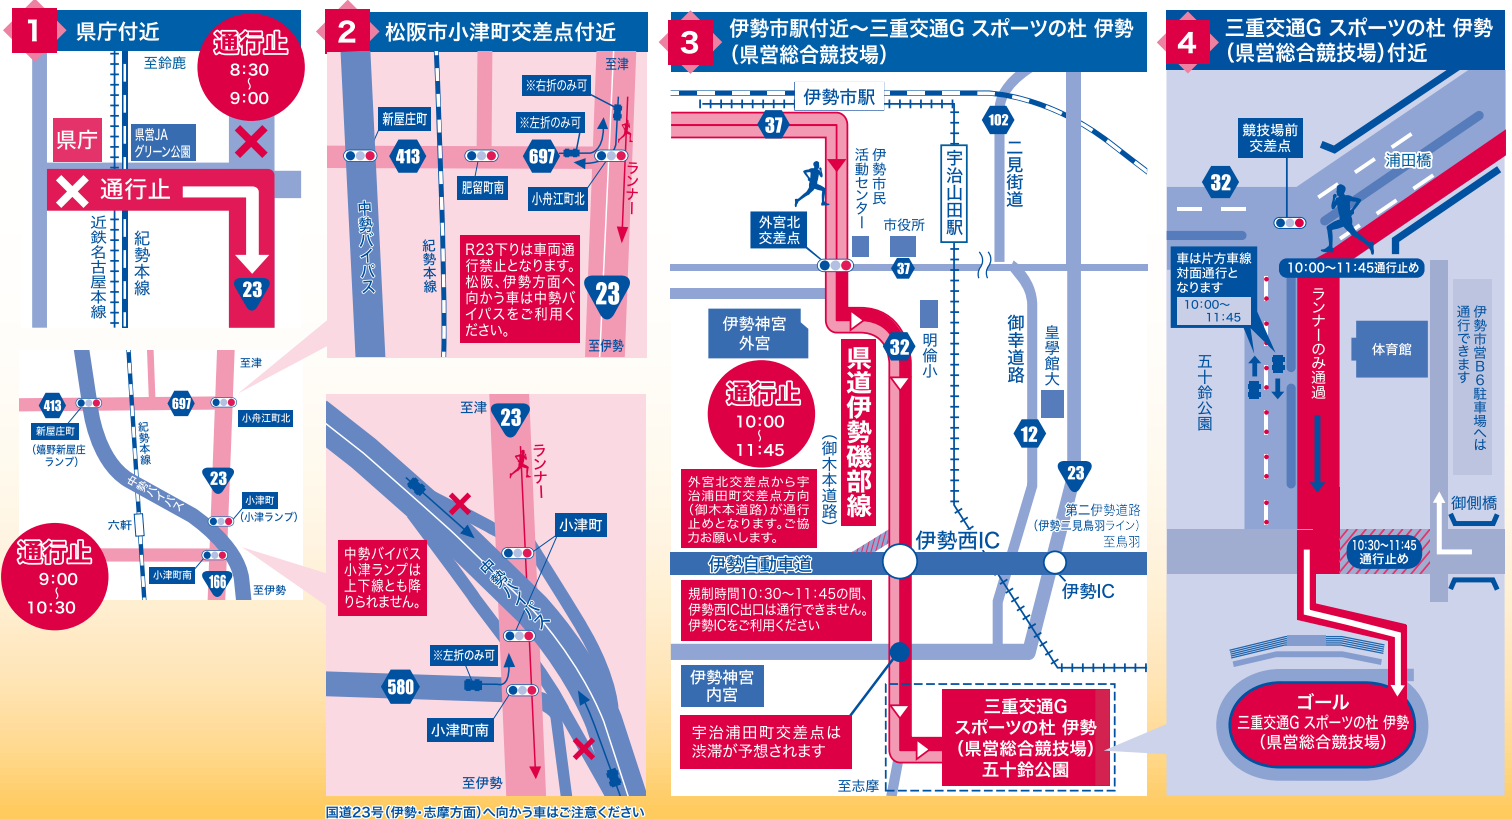 1
県庁付近
通行止
8:30
〜
9:00
至鈴鹿
県庁
県営JA
グリーン公園
通行止
近鉄名古屋本線
紀勢本線
23
至津
413
697
新屋庄町
(嬉野新屋庄
ランプ)
小舟江町北
紀勢本線
中勢バイパス
23
小津町
(小津ランプ)
六軒
小津町南
166
至伊勢
通行止
9:00
〜
10:30
2
松阪市小津町交差点付近
至津
※右折のみ可
新屋庄町
※左折のみ可
413
697
肥留町南
小舟江町北
ランナー
中勢バイパス
紀勢本線
R23下りは車両通
行禁止となります。
松阪、伊勢方面へ
向かう車は中勢バ
イパスをご利用く
ださい。
23
至伊勢
至津
23
ランナー
小津町
中勢バイパス
小津ランプは
上下線とも降
りられません。
中勢バイパス
※左折のみ可
580
小津町南
至伊勢
国道23号(伊勢・志摩方面)へ向かう車はご注意ください
3
伊勢市駅付近〜三重交通G スポーツの杜 伊勢
(県営総合競技場)
伊勢市駅
37
102
伊勢市民
活動センター
宇治山田駅
二見街道
外宮北
交差点
市役所
37
伊勢神宮
外宮
明倫小
御幸道路
皇學館大
32
県道伊勢磯部線
(御木本道路)
通行止
10:00
〜
11:45
12
23
外宮北交差点から宇
治浦田町交差点方向
(御木本道路)が通行
止めとなります。ご協
力お願いします。
第二伊勢道路
(伊勢二見鳥羽ライン)
至鳥羽
伊勢西IC
伊勢自動車道
伊勢IC
規制時間10:30〜11:45の間、
伊勢西IC出口は通行できません。
伊勢ICをご利用ください
伊勢神宮
内宮
宇治浦田町交差点は
渋滞が予想されます
三重交通G
スポーツの杜 伊勢
(県営総合競技場)
五十鈴公園
至志摩
4
三重交通G スポーツの杜 伊勢
(県営総合競技場)付近
競技場前
交差点
浦田橋
32
車は片方車線
対面通行と
なります
10:00〜
11:45
10:00〜11:45通行止め
ランナーのみ通過
体育館
伊勢市営B6駐車場へは
通行できます
五十鈴公園
御側橋
10:30〜11:45
通行止め
ゴール
三重交通G スポーツの杜 伊勢
(県営総合競技場)